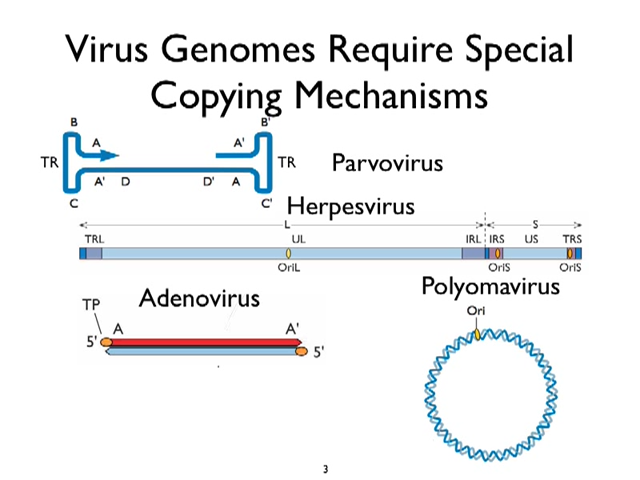 Virus Genomes Require Special
Copying Mechanisms
B B'
A A'
TR TR Parvovirus
A' D D' A
C C' Herpesvirus
L S
TRL UL IRL IRS US TRS
OriL OriS OriS
Polyomavirus
Adenovirus
TP Ori
A A'
5' 5'
3